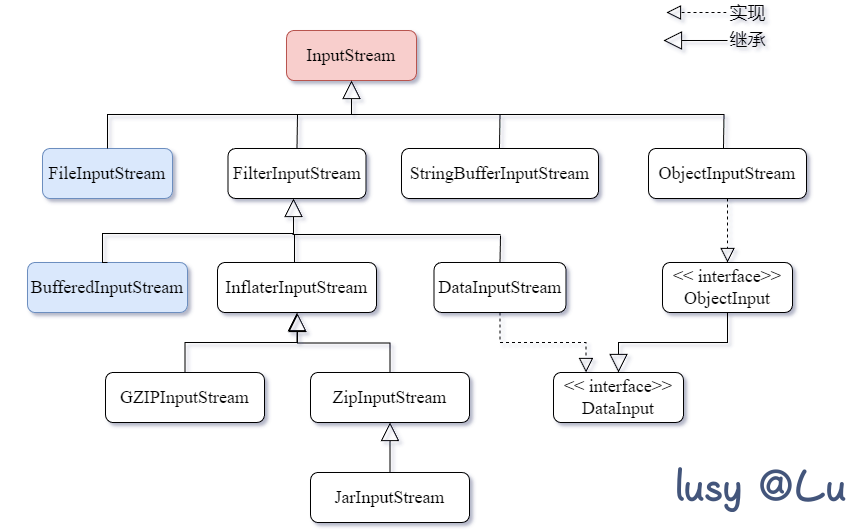 实现
继承
InputStream
FileInputStream
FilterInputStream
StringBufferInputStream
ObjectInputStream
BufferedInputStream
InflaterInputStream
DataInputStream
<< interface>>
ObjectInput
GZIPInputStream
ZipInputStream
<< interface>>
DataInput
JarInputStream
lusy @Lu